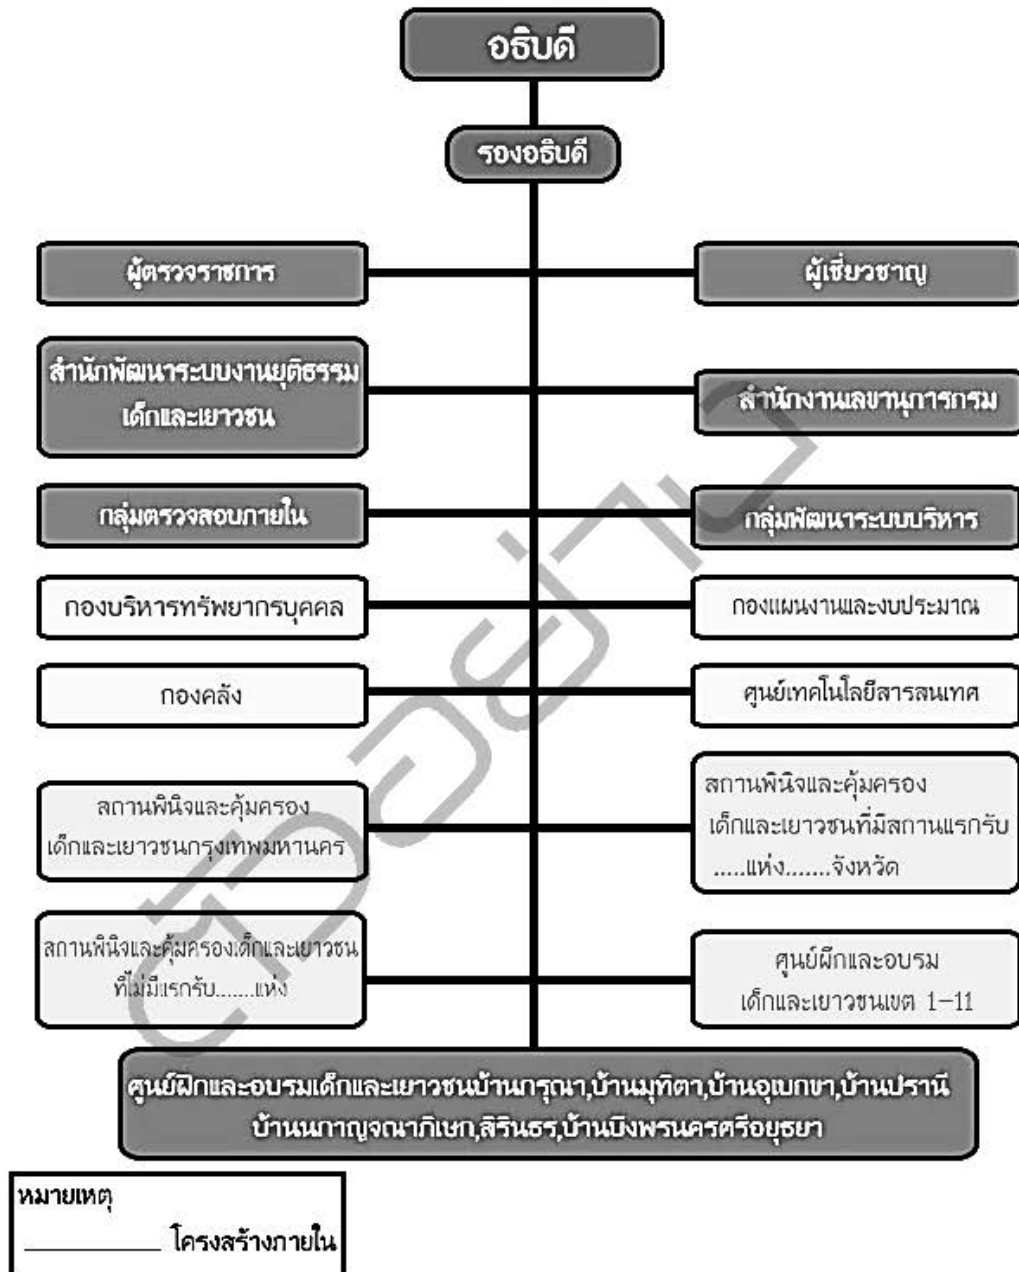 อธิบดี
รองอธิบดี
ผู้ตรวจราชการ
ผู้เชี่ยวชาญ
สำนักพัฒนาระบบงานยุติธรรม
เด็กและเยาวชน
สำนักงานเลขานุการกรม
กลุ่มตรวจสอบภายใน
กลุ่มพัฒนาระบบบริหาร
กองบริหารทรัพยากรบุคคล
กองแผนงานและงบประมาณ
กองคลัง
ศูนย์เทคโนโลยีสารสนเทศ
สถานพินิจและคุ้มครอง
เด็กและเยาวชนกรุงเทพมหานคร
สถานพินิจและคุ้มครอง
เด็กและเยาวชนที่มีสถานแรกรับ
.....แห่ง.......จังหวัด
สถานพินิจและคุ้มครองเด็กและเยาวชน
ที่ไม่มีแรกรับ.......แห่ง
ศูนย์ฝึกและอบรม
เด็กและเยาวชนเขต 1-11
ศูนย์ฝึกและอบรมเด็กและเยาวชนบ้านกรุณา,บ้านมุทิตา,บ้านอุเบกขา,บ้านปรานี
บ้านนกาญจณาภิเษก,สิรินธร,บ้านบึงพรนครศรีอยุธยา
หมายเหตุ
__________ โครงสร้างภายใน
ตัวอย่าง